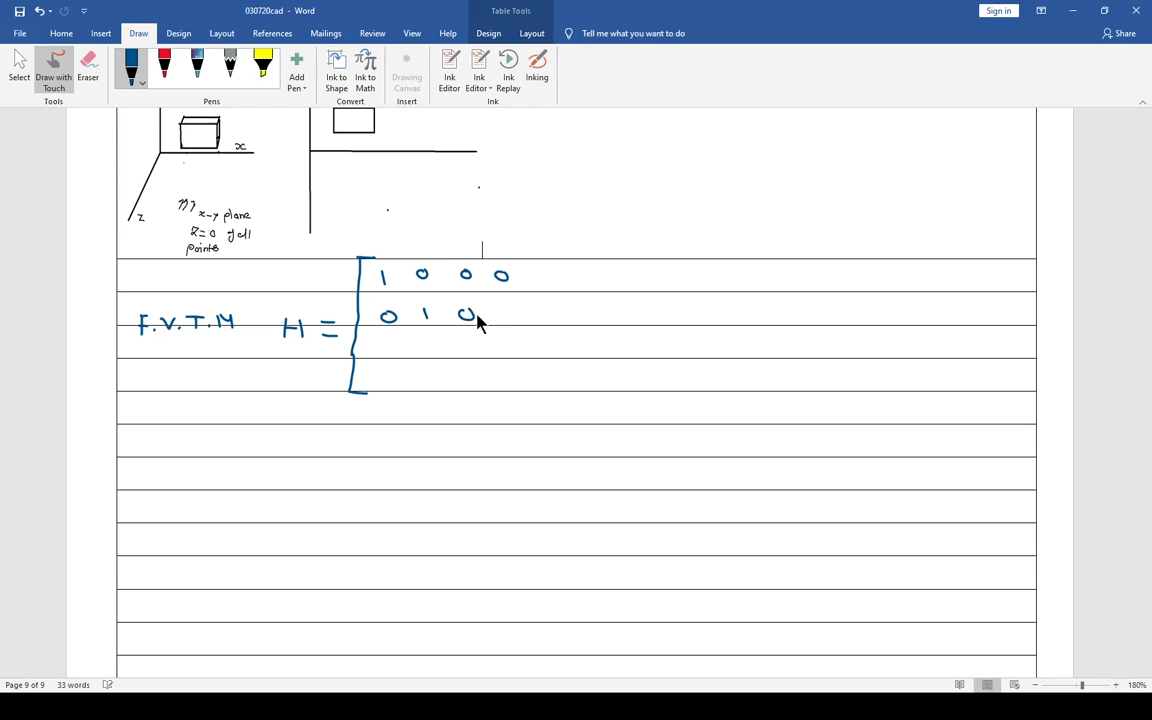 030720cad - Word
Table Tools
Sign in
File Home Insert Draw Design Layout References Mailings Review View Help Design Layout Tell me what you want to do Share
Select Draw with Touch Eraser Add Pen Ink to Shape Ink to Math Drawing Canvas Ink Editor Ink Editor Ink Replay Inking
Tools Pens Convert Insert Ink
x
z
x-y plane
z=0 of all
points
1 0 0 0
F.V.T.M H = 0 1 0
Page 9 of 9 33 words 180%